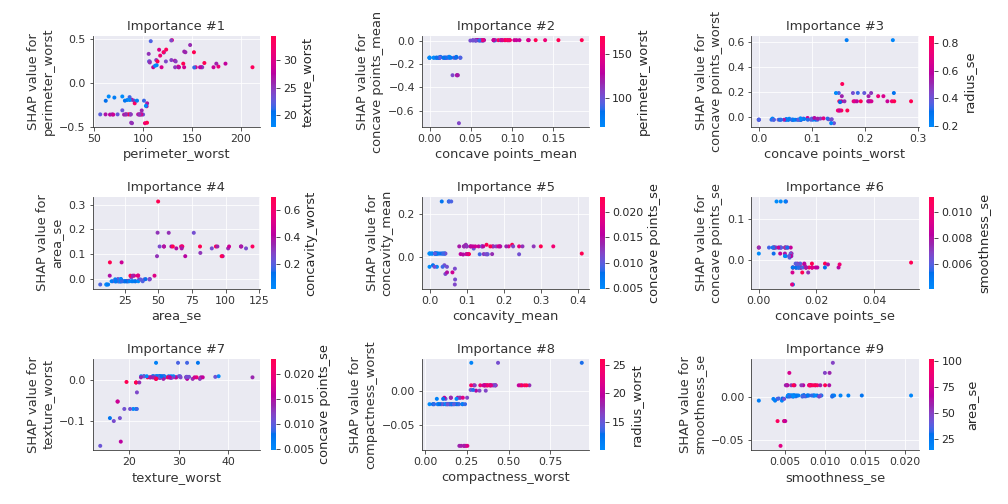 Importance #1
SHAP value for
perimeter_worst
0.5
0.0
−0.5
50
100
150
200
perimeter_worst
30
25
20
texture_worst
Importance #2
SHAP value for
concave points_mean
0.0
−0.2
−0.4
−0.6
0.00
0.05
0.10
0.15
concave points_mean
150
100
perimeter_worst
Importance #3
SHAP value for
concave points_worst
0.6
0.4
0.2
0.0
0.0
0.1
0.2
0.3
concave points_worst
0.8
0.6
0.4
0.2
radius_se
Importance #4
SHAP value for
area_se
0.3
0.2
0.1
0.0
25
50
75
100
125
area_se
0.6
0.4
0.2
concavity_worst
Importance #5
SHAP value for
concavity_mean
0.2
0.0
0.0
0.1
0.2
0.3
0.4
concavity_mean
0.020
0.015
0.010
0.005
concave points_se
Importance #6
SHAP value for
concave points_se
0.1
0.0
0.00
0.02
0.04
concave points_se
0.010
0.008
0.006
smoothness_se
Importance #7
SHAP value for
texture_worst
0.0
−0.1
20
30
40
texture_worst
0.020
0.015
0.010
0.005
concave points_se
Importance #8
SHAP value for
compactness_worst
0.00
−0.05
0.00
0.25
0.50
0.75
compactness_worst
25
20
15
radius_worst
Importance #9
SHAP value for
smoothness_se
0.00
−0.05
0.005
0.010
0.015
0.020
smoothness_se
100
75
50
25
area_se